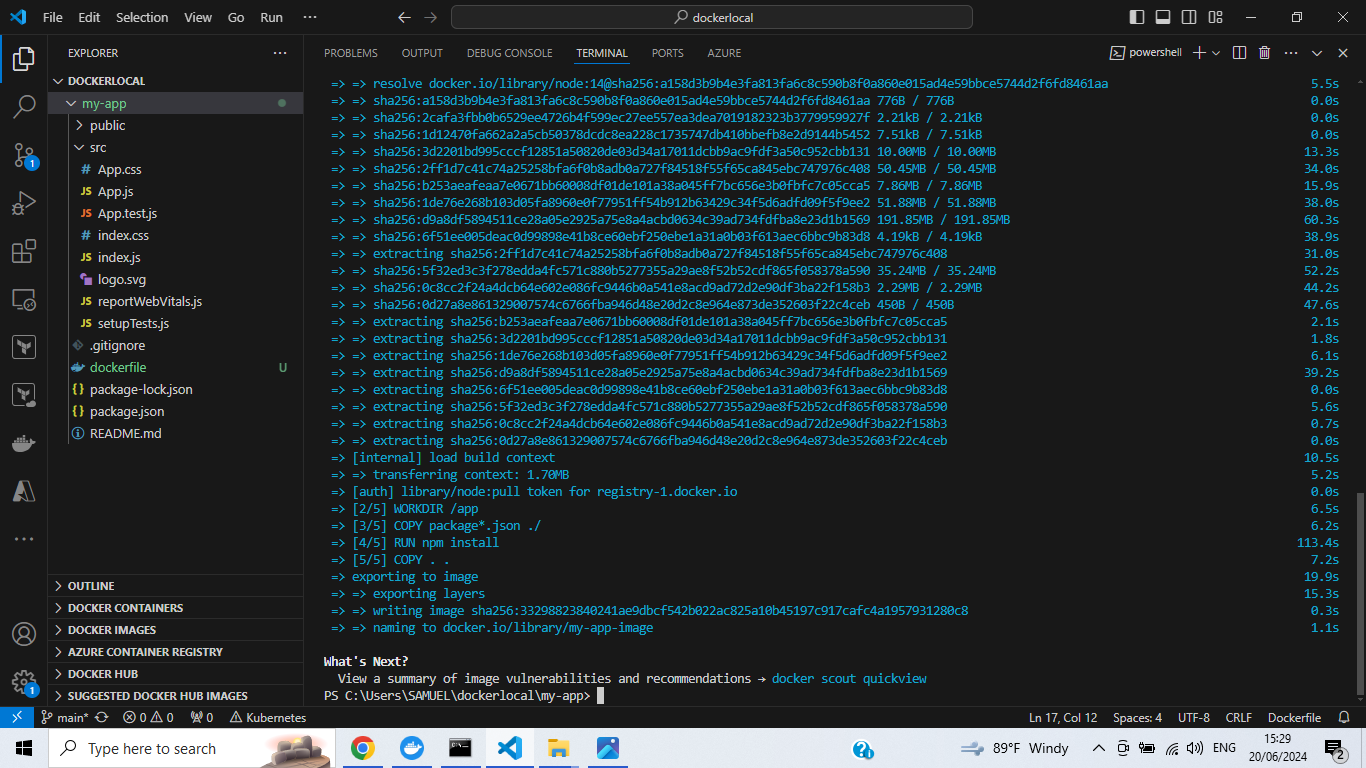 File Edit Selection View Go Run ··· dockerlocal
EXPLORER ···
DOCKERLOCAL
my-app
public
src
# App.css
JS App.js
JS App.test.js
# index.css
JS index.js
logo.svg
JS reportWebVitals.js
JS setupTests.js
.gitignore
dockerfile U
{} package-lock.json
{} package.json
README.md
OUTLINE
DOCKER CONTAINERS
DOCKER IMAGES
AZURE CONTAINER REGISTRY
DOCKER HUB
SUGGESTED DOCKER HUB IMAGES
1
1
PROBLEMS OUTPUT DEBUG CONSOLE TERMINAL PORTS AZURE powershell
=> => resolve docker.io/library/node:14@sha256:a158d3b9b4e3fa813fa6c8c590b8f0a860e015ad4e59bbce5744d2f6fd8461aa 5.5s
=> => sha256:a158d3b9b4e3fa813fa6c8c590b8f0a860e015ad4e59bbce5744d2f6fd8461aa 776B / 776B 0.0s
=> => sha256:2cafa3fbb0b6529ee4726b4f599ec27ee557ea3dea7019182323b3779959927f 2.21kB / 2.21kB 0.0s
=> => sha256:1d12470fa662a2a5cb50378dcdc8ea228c1735747db410bbefb8e2d9144b5452 7.51kB / 7.51kB 0.0s
=> => sha256:3d2201bd995cccf12851a50820de03d34a17011dcbb9ac9fdf3a50c952cbb131 10.00MB / 10.00MB 13.3s
=> => sha256:2ff1d7c41c74a25258bfa6f0b8adb0a727f84518f55f65ca845ebc747976c408 50.45MB / 50.45MB 34.0s
=> => sha256:b253aeafeaa7e0671bb60008df01de101a38a045ff7bc656e3b0fbfc7c05cca5 7.86MB / 7.86MB 15.9s
=> => sha256:1de76e268b103d05fa8960e0f77951ff54b912b63429c34f5d6adfd09f5f9ee2 51.88MB / 51.88MB 38.0s
=> => sha256:d9a8df5894511ce28a05e2925a75e8a4acbd0634c39ad734fdfba8e23d1b1569 191.85MB / 191.85MB 60.3s
=> => sha256:6f51ee005deac0d99898e41b8ce60ebf250ebe1a31a0b03f613aec6bbc9b83d8 4.19kB / 4.19kB 38.9s
=> => extracting sha256:2ff1d7c41c74a25258bfa6f0b8adb0a727f84518f55f65ca845ebc747976c408 31.0s
=> => sha256:5f32ed3c3f278edda4fc571c880b5277355a29ae8f52b52cdf865f058378a590 35.24MB / 35.24MB 52.2s
=> => sha256:0c8cc2f24a4dcb64e602e086fc9446b0a541e8acd9ad72d2e90df3ba22f158b3 2.29MB / 2.29MB 44.2s
=> => sha256:0d27a8e861329007574c6766fba946d48e20d2c8e964e873de352603f22c4ceb 450B / 450B 47.6s
=> => extracting sha256:b253aeafeaa7e0671bb60008df01de101a38a045ff7bc656e3b0fbfc7c05cca5 2.1s
=> => extracting sha256:3d2201bd995cccf12851a50820de03d34a17011dcbb9ac9fdf3a50c952cbb131 1.8s
=> => extracting sha256:1de76e268b103d05fa8960e0f77951ff54b912b63429c34f5d6adfd09f5f9ee2 6.1s
=> => extracting sha256:d9a8df5894511ce28a05e2925a75e8a4acbd0634c39ad734fdfba8e23d1b1569 39.2s
=> => extracting sha256:6f51ee005deac0d99898e41b8ce60ebf250ebe1a31a0b03f613aec6bbc9b83d8 0.0s
=> => extracting sha256:5f32ed3c3f278edda4fc571c880b5277355a29ae8f52b52cdf865f058378a590 5.6s
=> => extracting sha256:0c8cc2f24a4dcb64e602e086fc9446b0a541e8acd9ad72d2e90df3ba22f158b3 0.7s
=> => extracting sha256:0d27a8e861329007574c6766fba946d48e20d2c8e964e873de352603f22c4ceb 0.0s
=> [internal] load build context 10.5s
=> => transferring context: 1.70MB 5.2s
=> [auth] library/node:pull token for registry-1.docker.io 0.0s
=> [2/5] WORKDIR /app 6.5s
=> [3/5] COPY package*.json ./ 6.2s
=> [4/5] RUN npm install 113.4s
=> [5/5] COPY . . 7.2s
=> exporting to image 19.9s
=> => exporting layers 15.3s
=> => writing image sha256:33298823840241ae9dbcf542b022ac825a10b45197c917cafc4a1957931280c8 0.3s
=> => naming to docker.io/library/my-app-image 1.1s
What's Next?
View a summary of image vulnerabilities and recommendations → docker scout quickview
PS C:\Users\SAMUEL\dockerlocal\my-app>
main* 0 0 0 Kubernetes Ln 17, Col 12 Spaces: 4 UTF-8 CRLF Dockerfile
Type here to search 89°F Windy ENG 15:29
20/06/2024 2